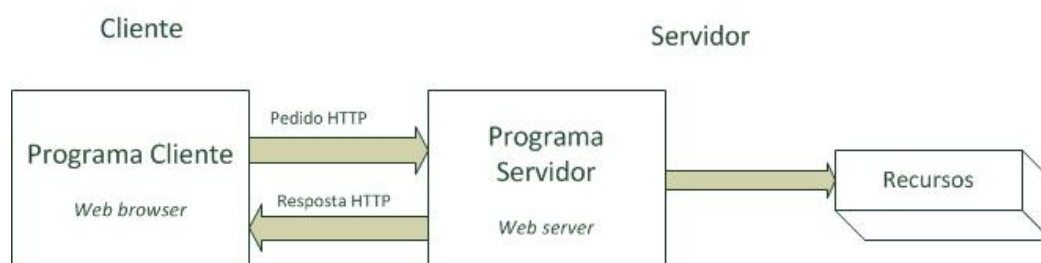 Cliente
Servidor
Pedido HTTP
Programa Cliente
Web browser
Resposta HTTP
Programa
Servidor
Web server
Recursos